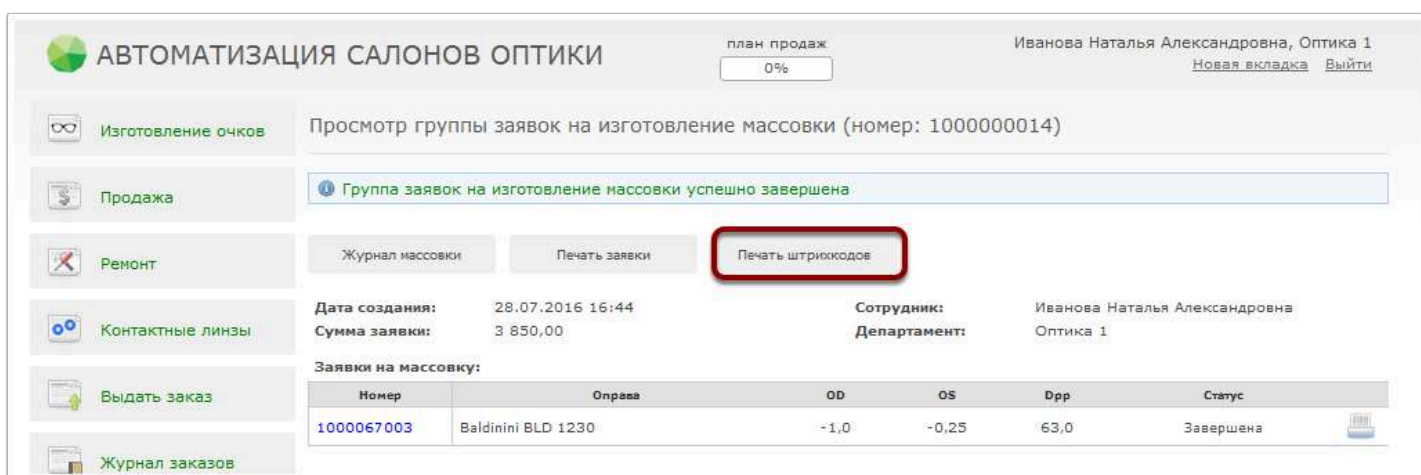 АВТОМАТИЗАЦИЯ САЛОНОВ ОПТИКИ
план продаж
0%
Иванова Наталья Александровна, Оптика 1
Новая вкладка Выйти
Изготовление очков
Продажа
Ремонт
Контактные линзы
Выдать заказ
Журнал заказов
Просмотр группы заявок на изготовление массовки (номер: 1000000014)
Группа заявок на изготовление массовки успешно завершена
Журнал массовки Печать заявки Печать штрихкодов
Дата создания: 28.07.2016 16:44 Сотрудник: Иванова Наталья Александровна
Сумма заявки: 3 850,00 Департамент: Оптика 1
Заявки на массовку:
Номер Оправа OD OS Dpp Статус
1000067003 Baldinini BLD 1230 -1,0 -0,25 63,0 Завершена